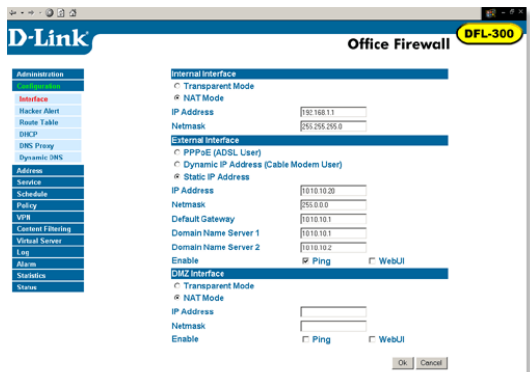 D-Link
Office Firewall
DFL-300
Administration
Configuration
Interface
Hacker Alert
Route Table
DHCP
DNS Proxy
Dynamic DNS
Address
Service
Schedule
Policy
VPN
Content Filtering
Virtual Server
Log
Alarm
Statistics
Status
Internal Interface
Transparent Mode
NAT Mode
IP Address 192.168.1.1
Netmask 255.255.255.0
External Interface
PPPoE (ADSL User)
Dynamic IP Address (Cable Modem User)
Static IP Address
IP Address 10.10.10.20
Netmask 255.0.0.0
Default Gateway 10.10.10.1
Domain Name Server 1 10.10.10.1
Domain Name Server 2 10.10.10.2
Enable Ping WebUI
DMZ Interface
Transparent Mode
NAT Mode
IP Address
Netmask
Enable Ping WebUI
Ok Cancel